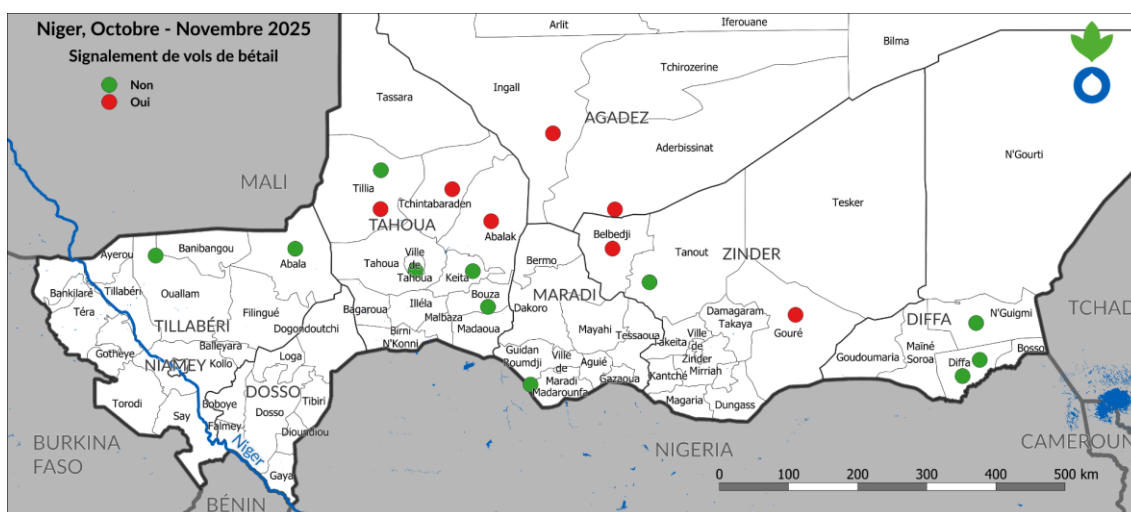 Niger, Octobre - Novembre 2025
Signalement de vols de bétail
Non
Oui
Arlit
Iferouane
Bilma
Tchirozerine
Ingall
Tassara
AGADEZ
Aderbissinat
N'Gourti
MALI
Tillia
Tchintabaraden
TAHOUA
Abalak
Belbedji
Tesker
Tanout
ZINDER
Ayerou
Banibangou
Abala
Tahoua
Ville
de
Tahoua
Keita
Bermo
Bankilaré
Tillabéri
Ouallam
Téra
Filingué
Bagaroua
Illéla
Bouza
Malbaza
Madaoua
Dakoro
MARADI
TILLABÉRI
Dogondoutchi
Birni
N'Konni
Mayahi
Tessaoua
Takeita
Damagaram
Takaya
Gouré
DIFFA
N'Guigmi
TCHAD
Goudoumaria
Maïné
Soroa
Diffa
Bosso
Gotheye
Balleyara
Kollo
NIAMEY
Loga
Guidan
Roumdji
Ville
de
Maradi
Madarounfa
Aguié
Gazaoua
Ville
de
Zinder
Mirriah
Kantché
Magaria
Dungass
Torodi
Say
Boboye
Falmey
DOSSO
Dosso
Tibiri
Dioundiou
Gaya
Niger
BURKINA
FASO
BÉNIN
NIGERIA
CAMEROUN
0 100 200 300 400 500 km